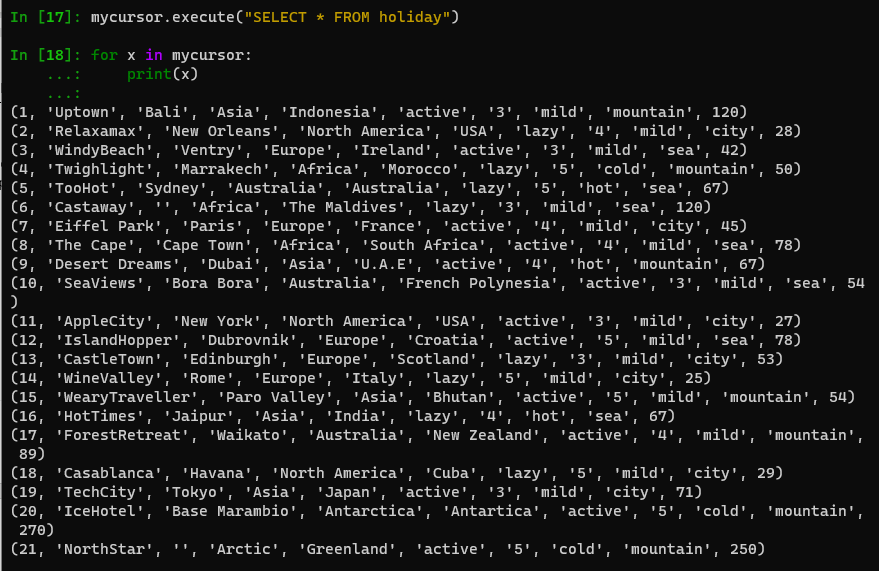 In [17]: mycursor.execute("SELECT * FROM holiday")
In [18]: for x in mycursor:
    ...:     print(x)
    ...:
(1, 'Uptown', 'Bali', 'Asia', 'Indonesia', 'active', '3', 'mild', 'mountain', 120)
(2, 'Relaxamax', 'New Orleans', 'North America', 'USA', 'lazy', '4', 'mild', 'city', 28)
(3, 'WindyBeach', 'Ventry', 'Europe', 'Ireland', 'active', '3', 'mild', 'sea', 42)
(4, 'Twighlight', 'Marrakech', 'Africa', 'Morocco', 'lazy', '5', 'cold', 'mountain', 50)
(5, 'TooHot', 'Sydney', 'Australia', 'Australia', 'lazy', '5', 'hot', 'sea', 67)
(6, 'Castaway', '', 'Africa', 'The Maldives', 'lazy', '3', 'mild', 'sea', 120)
(7, 'Eiffel Park', 'Paris', 'Europe', 'France', 'active', '4', 'mild', 'city', 45)
(8, 'The Cape', 'Cape Town', 'Africa', 'South Africa', 'active', '4', 'mild', 'sea', 78)
(9, 'Desert Dreams', 'Dubai', 'Asia', 'U.A.E', 'active', '4', 'hot', 'mountain', 67)
(10, 'SeaViews', 'Bora Bora', 'Australia', 'French Polynesia', 'active', '3', 'mild', 'sea', 54
)
(11, 'AppleCity', 'New York', 'North America', 'USA', 'active', '3', 'mild', 'city', 27)
(12, 'IslandHopper', 'Dubrovnik', 'Europe', 'Croatia', 'active', '5', 'mild', 'sea', 78)
(13, 'CastleTown', 'Edinburgh', 'Europe', 'Scotland', 'lazy', '3', 'mild', 'city', 53)
(14, 'WineValley', 'Rome', 'Europe', 'Italy', 'lazy', '5', 'mild', 'city', 25)
(15, 'WearyTraveller', 'Paro Valley', 'Asia', 'Bhutan', 'active', '5', 'mild', 'mountain', 54)
(16, 'HotTimes', 'Jaipur', 'Asia', 'India', 'lazy', '4', 'hot', 'sea', 67)
(17, 'ForestRetreat', 'Waikato', 'Australia', 'New Zealand', 'active', '4', 'mild', 'mountain',
 89)
(18, 'Casablanca', 'Havana', 'North America', 'Cuba', 'lazy', '5', 'mild', 'city', 29)
(19, 'TechCity', 'Tokyo', 'Asia', 'Japan', 'active', '3', 'mild', 'city', 71)
(20, 'IceHotel', 'Base Marambio', 'Antarctica', 'Antartica', 'active', '5', 'cold', 'mountain',
 270)
(21, 'NorthStar', '', 'Arctic', 'Greenland', 'active', '5', 'cold', 'mountain', 250)